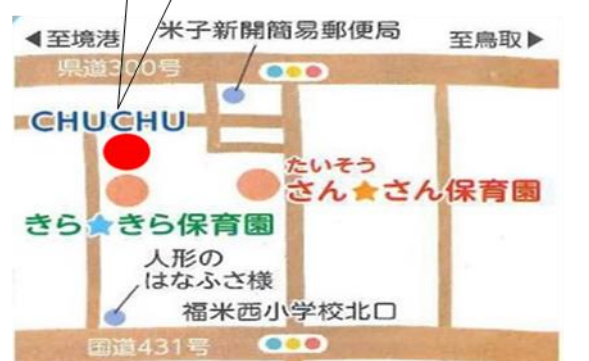 ◀至境港
米子新開簡易郵便局
至鳥取▶
県道300号
CHUCHU
たいそう
さん★さん保育園
きら★きら保育園
人形の
はなふさ様
福米西小学校北口
国道431号